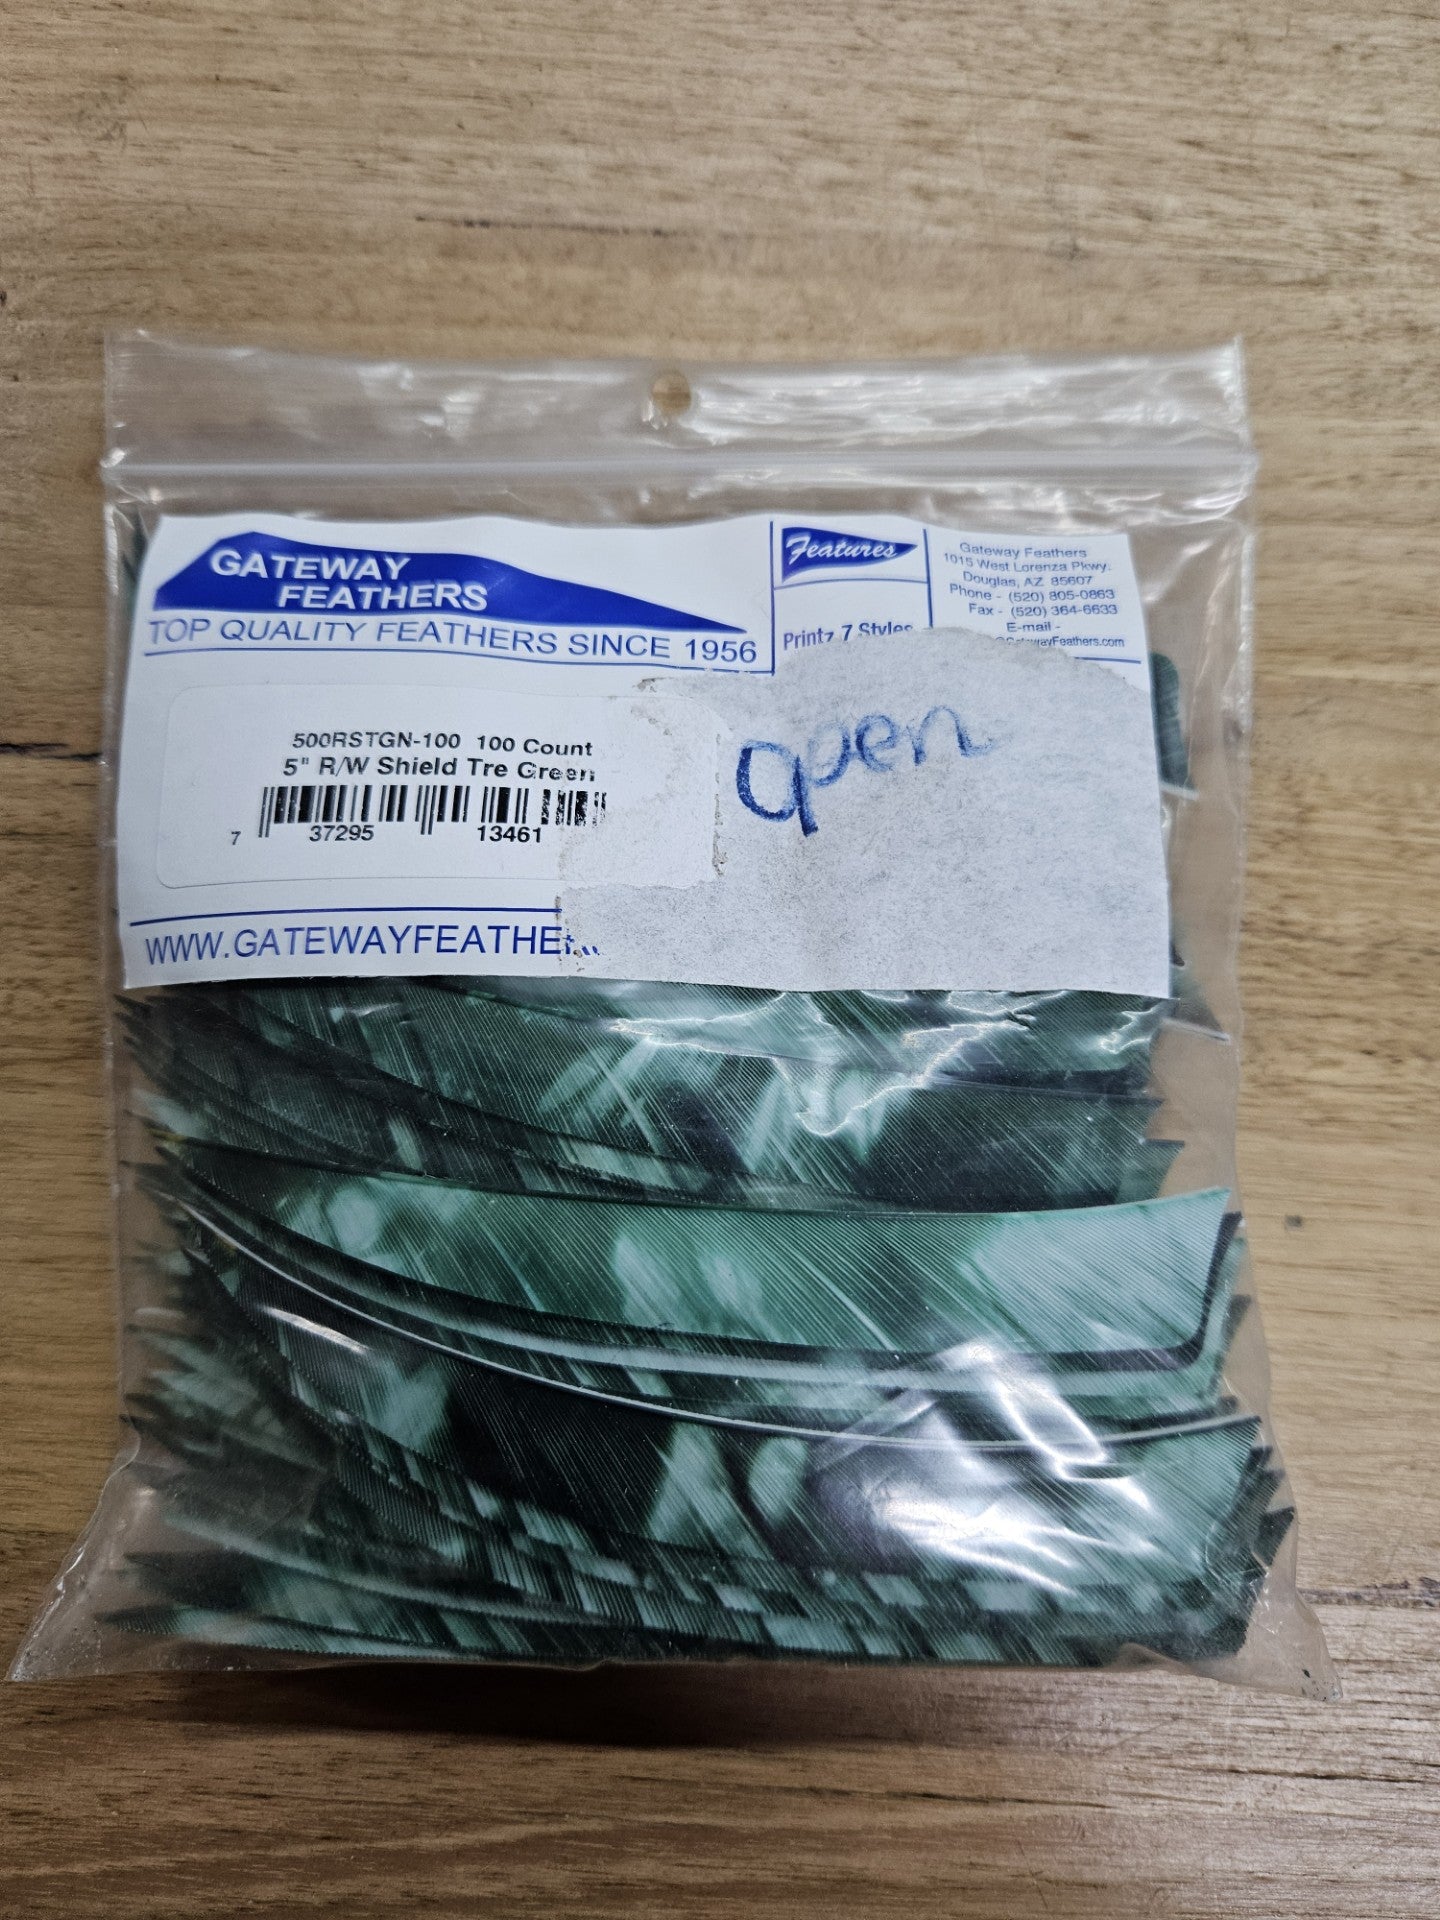 GATEWAY
FEATHERS
TOP QUALITY FEATHERS SINCE 1956
Features
Printz 7 Styles
Gateway Feathers
1015 West Lorenza Pkwy.
Douglas, AZ 85607
Phone - (520) 805-0863
Fax - (520) 364-6633
E-mail -
@GatewayFeathers.com
open
500RSTGN-100 100 Count
5" R/W Shield Tre Green
7 37295 13461
WWW.GATEWAYFEATHE